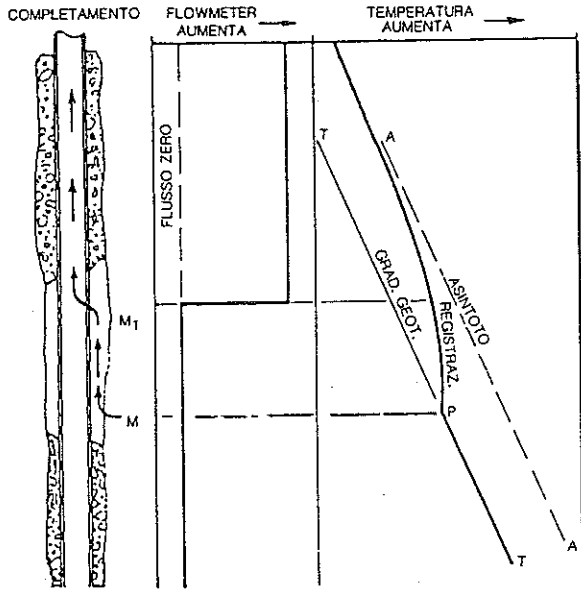 COMPLETAMENTO
FLOWMETER
AUMENTA
TEMPERATURA
AUMENTA
FLUSSO ZERO
T
A
GRAD. GEOT.
REGISTRAZ.
ASINTOTO
M1
M
P
T
A